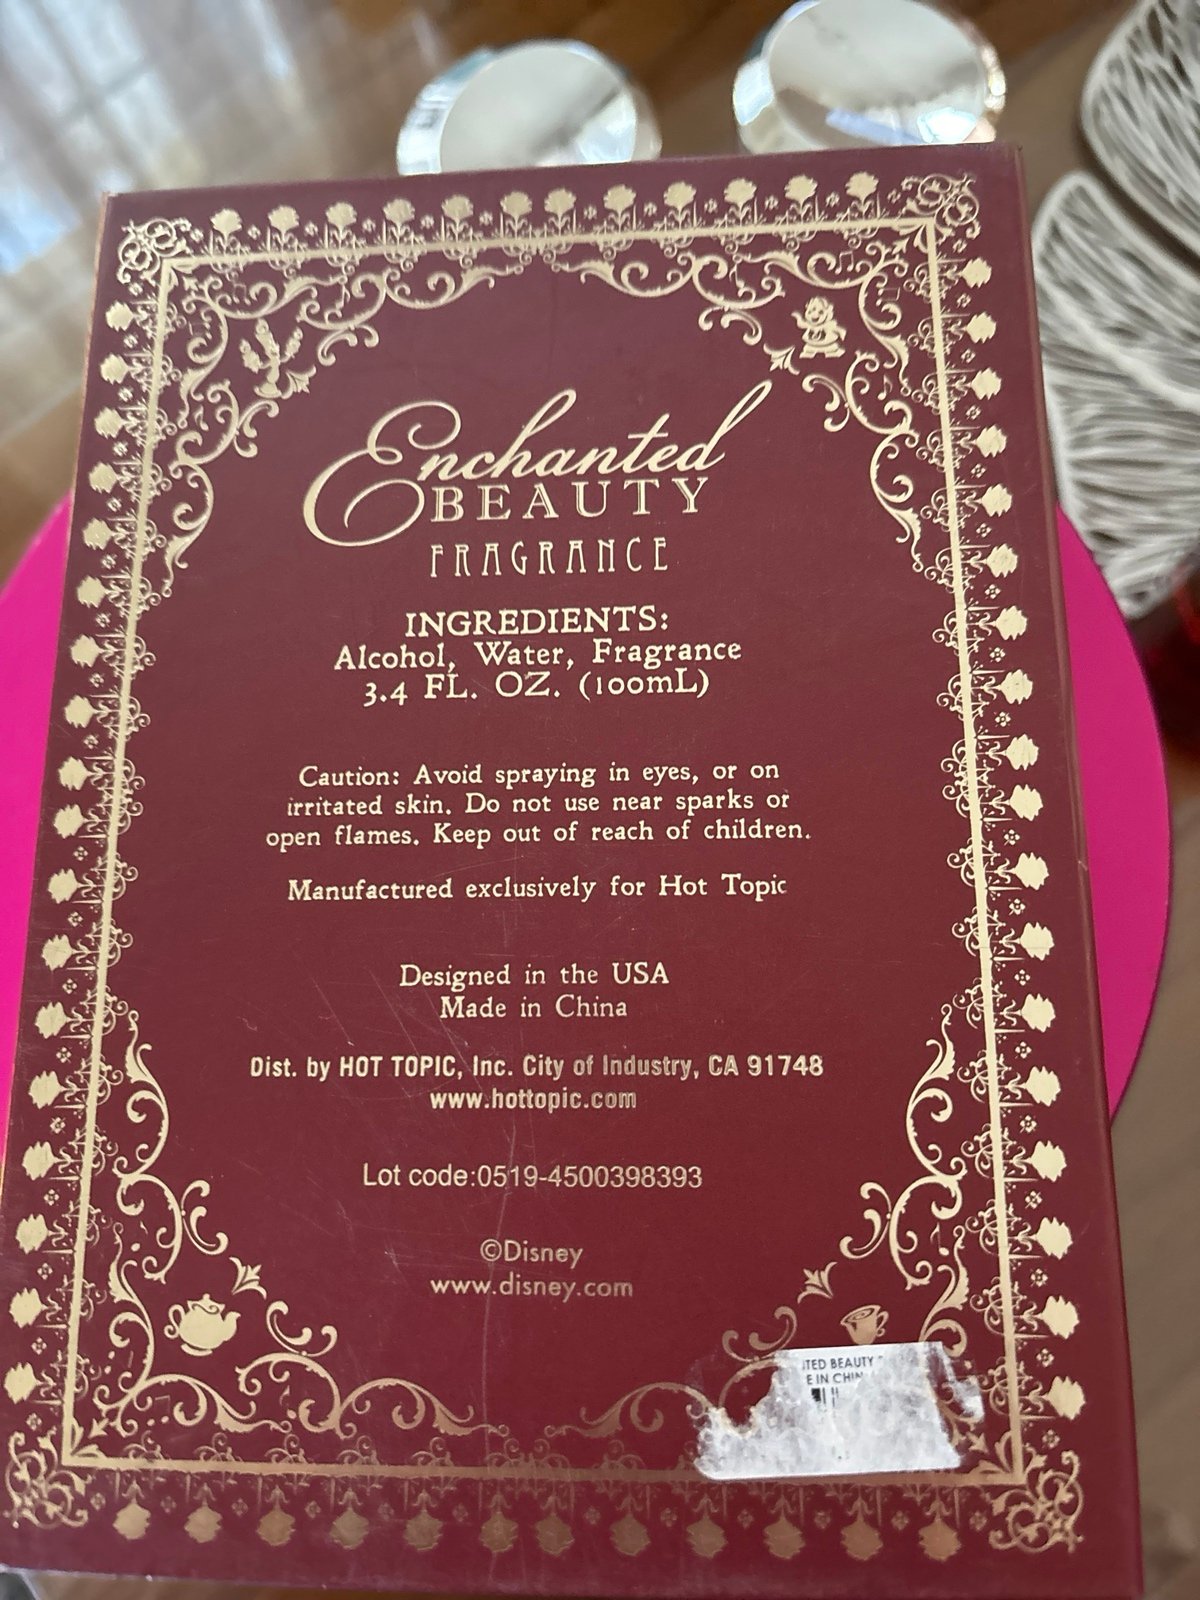 Enchanted
BEAUTY
FRAGRANCE
INGREDIENTS:
Alcohol, Water, Fragrance
3.4 FL. OZ. (100mL)
Caution: Avoid spraying in eyes, or on
irritated skin. Do not use near sparks or
open flames. Keep out of reach of children.
Manufactured exclusively for Hot Topic
Designed in the USA
Made in China
Dist. by HOT TOPIC, Inc. City of Industry, CA 91748
www.hottopic.com
Lot code:0519-4500398393
©Disney
www.disney.com
BEAUTY
E IN CHIN